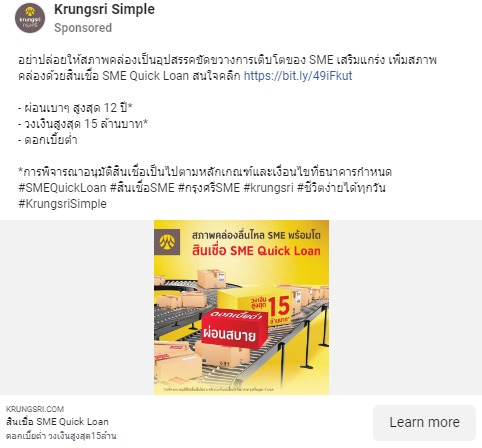 Krungsri Simple
Sponsored
อย่าปล่อยให้สภาพคล่องเป็นอุปสรรคขัดขวางการเติบโตของ SME เสริมแกร่ง เพิ่มสภาพ
คล่องด้วยสินเชื่อ SME Quick Loan สนใจคลิก https://bit.ly/49iFkut
- ผ่อนเบาๆ สูงสุด 12 ปี*
- วงเงินสูงสุด 15 ล้านบาท*
- ดอกเบี้ยต่ำ
*การพิจารณาอนุมัติสินเชื่อเป็นไปตามหลักเกณฑ์และเงื่อนไขที่ธนาคารกำหนด
#SMEQuickLoan #สินเชื่อSME #กรุงศรีSME #krungsri #ชีวิตง่ายได้ทุกวัน
#KrungsriSimple
สภาพคล่องลื่นไหล SME พร้อมโต
สินเชื่อ SME Quick Loan
วงเงิน
สูงสุด 15 ล้านบาท*
ดอกเบี้ยต่ำ
ผ่อนสบาย
KRUNGSRI.COM
สินเชื่อ SME Quick Loan
ดอกเบี้ยต่ำ วงเงินสูงสุด15ล้าน
Learn more